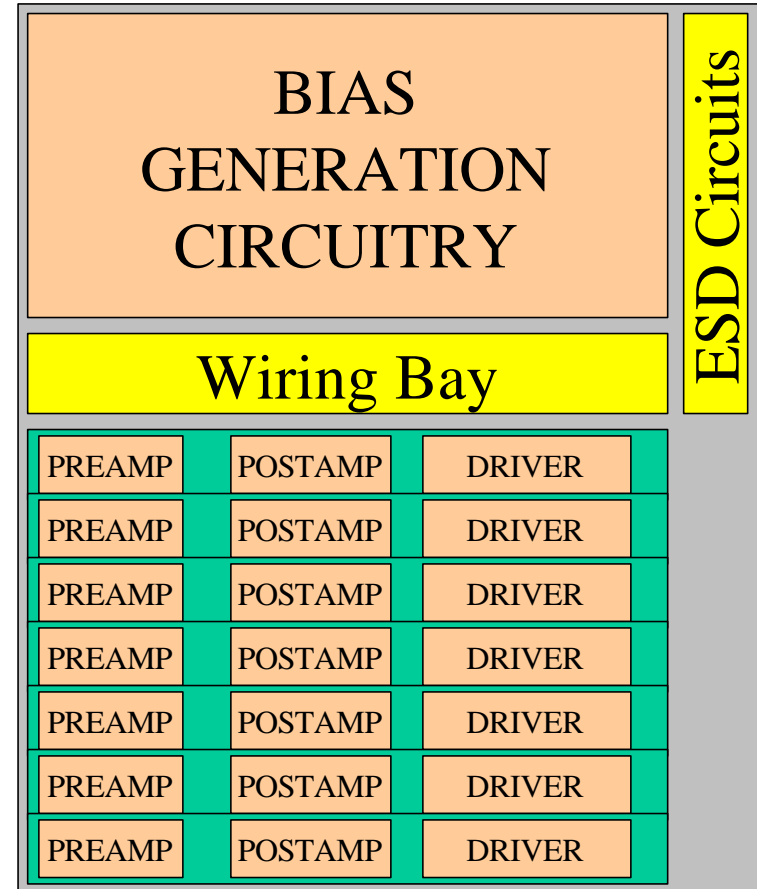 BIAS
GENERATION
CIRCUITRY
ESD Circuits
Wiring Bay
PREAMP POSTAMP DRIVER
PREAMP POSTAMP DRIVER
PREAMP POSTAMP DRIVER
PREAMP POSTAMP DRIVER
PREAMP POSTAMP DRIVER
PREAMP POSTAMP DRIVER
PREAMP POSTAMP DRIVER